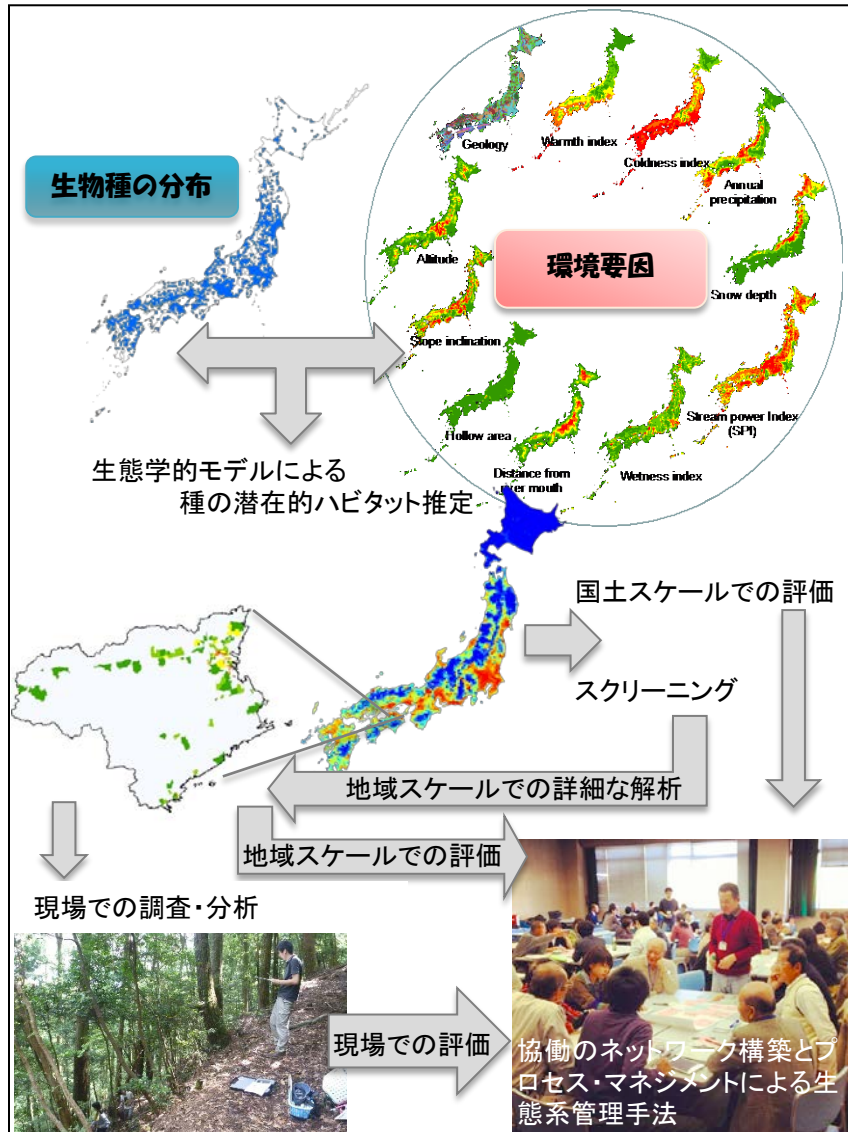 生物種の分布
Geology
Warmth index
Coldness index
Annual
precipitation
Altitude
環境要因
Snow depth
Slope inclination
Hollow area
Stream power Index
(SPI)
Distance from
river mouth
Wetness index
生態学的モデルによる
種の潜在的ハビタット推定
国土スケールでの評価
スクリーニング
地域スケールでの詳細な解析
地域スケールでの評価
現場での調査・分析
現場での評価
協働のネットワーク構築とプ
ロセス・マネジメントによる生
態系管理手法